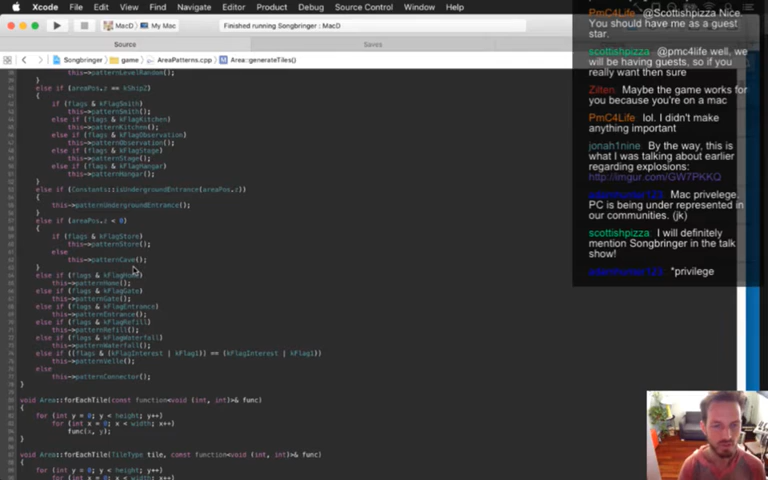 Xcode File Edit View Find Navigate Editor Product Debug Source Control Window Help
MacD My Mac
Finished running Songbringer : MacD
Source
Saves
Songbringer game AreaPatterns.cpp Area::generateTiles()
this->patternLevelRandom();
}
else if (areaPos.z == kShipZ)
{
if (flags & kFlagSmith)
this->patternSmith();
else if (flags & kFlagKitchen)
this->patternKitchen();
else if (flags & kFlagObservation)
this->patternObservation();
else if (flags & kFlagStage)
this->patternStage();
else if (flags & kFlagHangar)
this->patternHangar();
}
else if (Constants::isUndergroundEntrance(areaPos.z))
{
this->patternUndergroundEntrance();
}
else if (areaPos.z < 0)
{
if (flags & kFlagStore)
this->patternStore();
else
this->patternCave();
}
else if (flags & kFlagHome)
this->patternHome();
else if (flags & kFlagGate)
this->patternGate();
else if (flags & kFlagEntrance)
this->patternEntrance();
else if (flags & kFlagRefill)
this->patternRefill();
else if (flags & kFlagWaterfall)
this->patternWaterfall();
else if ((flags & (kFlagInterest | kFlag1)) == (kFlagInterest | kFlag1))
this->patternVelle();
else
this->patternConnector();
}
void Area::forEachTile(const function<void (int, int)>& func)
{
for (int y = 0; y < height; y++)
for (int x = 0; x < width; x++)
func(x, y);
}
void Area::forEachTile(TileType tile, const function<void (int, int)>& func)
{
for (int y = 0; y < height; y++)
for (int x = 0; x < width; x++)
PmC4Life @Scottishpizza Nice.
You should have me as a guest
star.
scottishpizza: @pmc4life well, we
will be having guests, so if you
really want then sure
Zilten: Maybe the game works for
you because you're on a mac
PmC4Life: lol. I didn't make
anything important
jonah1nine: By the way, this is
what I was talking about earlier
regarding explosions:
http://imgur.com/GW7PKKQ
Mac privelege.
PC is being under represented in
our communities. (jk)
scottishpizza: I will definitely
mention Songbringer in the talk
show!
*privilege